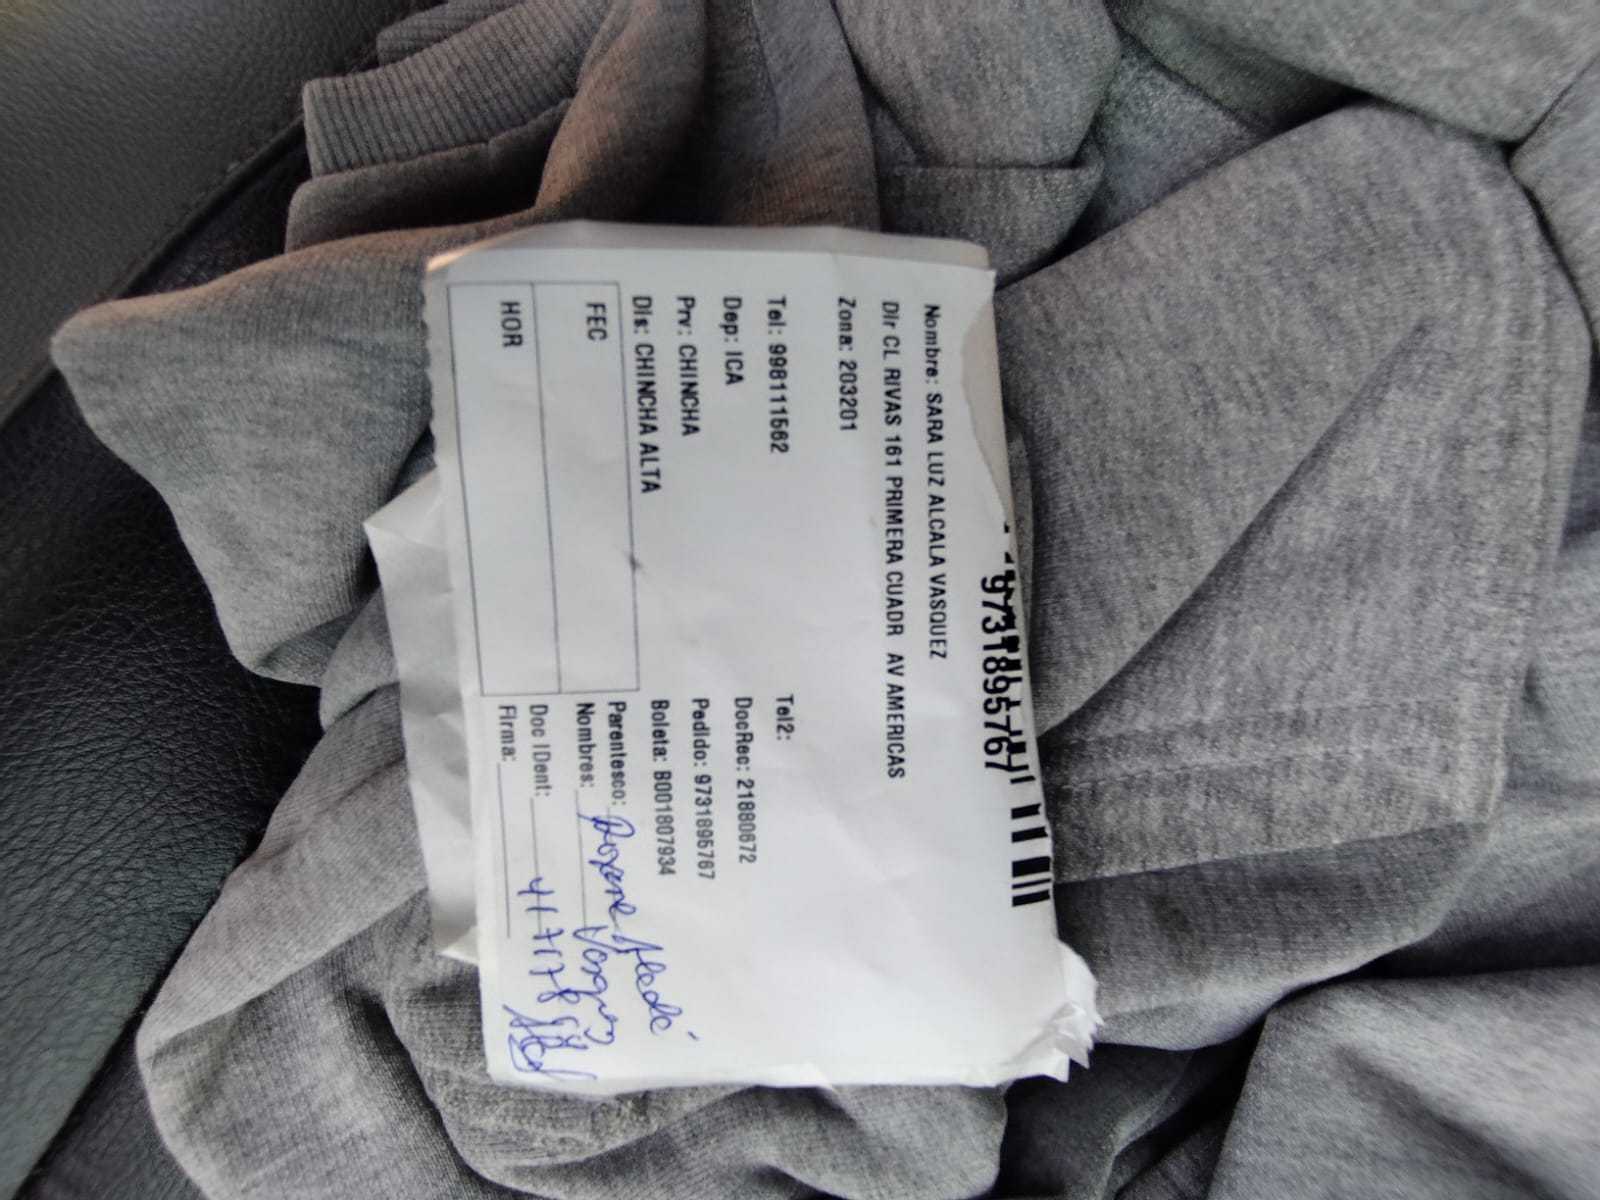 9731895767
Nombre: SARA LUZ ALCALA VASQUEZ
Dir CL RIVAS 161 PRIMERA CUADR AV AMERICAS
Zona: 203201
Tel: 998111562 Tel2:
Dep: ICA DocRec: 21880672
Prv: CHINCHA Pedido: 9731895767
Dis: CHINCHA ALTA Boleta: B001807934
FEC
HOR
Parentesco:
Nombres: Vasquez
Doc IDent:
Firma: